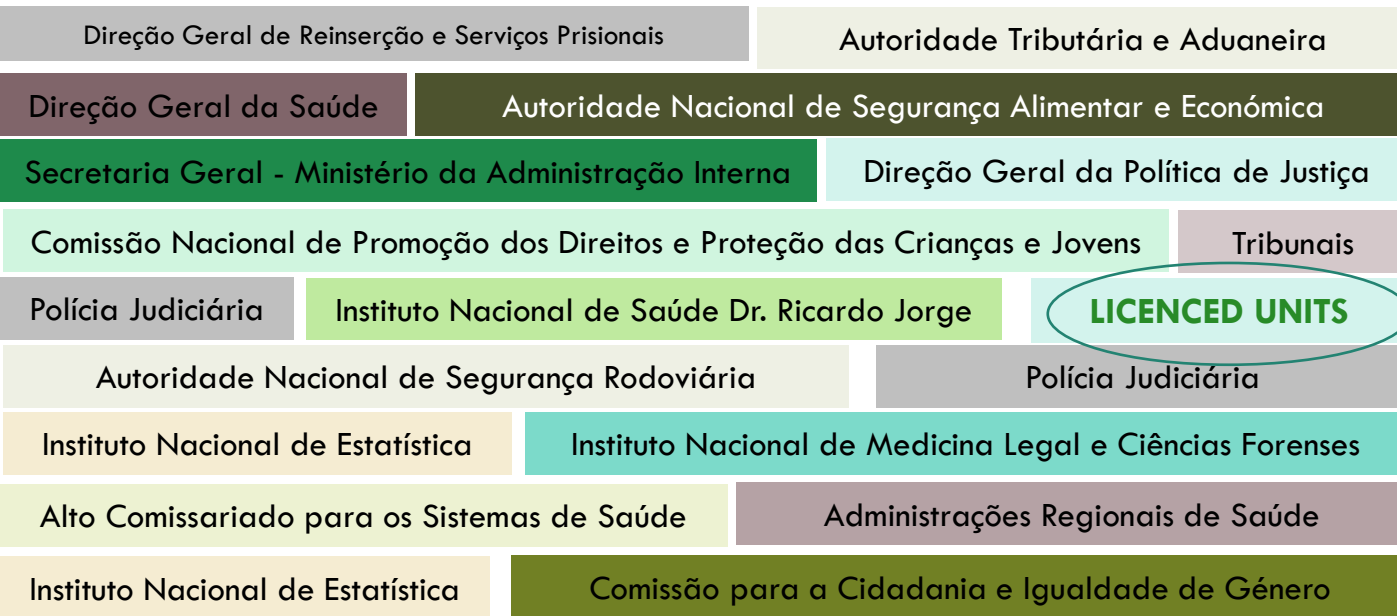 Direção Geral de Reinserção e Serviços Prisionais
Autoridade Tributária e Aduaneira
Direção Geral da Saúde
Autoridade Nacional de Segurança Alimentar e Económica
Secretaria Geral - Ministério da Administração Interna
Direção Geral da Política de Justiça
Comissão Nacional de Promoção dos Direitos e Proteção das Crianças e Jovens
Tribunais
Polícia Judiciária
Instituto Nacional de Saúde Dr. Ricardo Jorge
LICENCED UNITS
Autoridade Nacional de Segurança Rodoviária
Polícia Judiciária
Instituto Nacional de Estatística
Instituto Nacional de Medicina Legal e Ciências Forenses
Alto Comissariado para os Sistemas de Saúde
Administrações Regionais de Saúde
Instituto Nacional de Estatística
Comissão para a Cidadania e Igualdade de Género